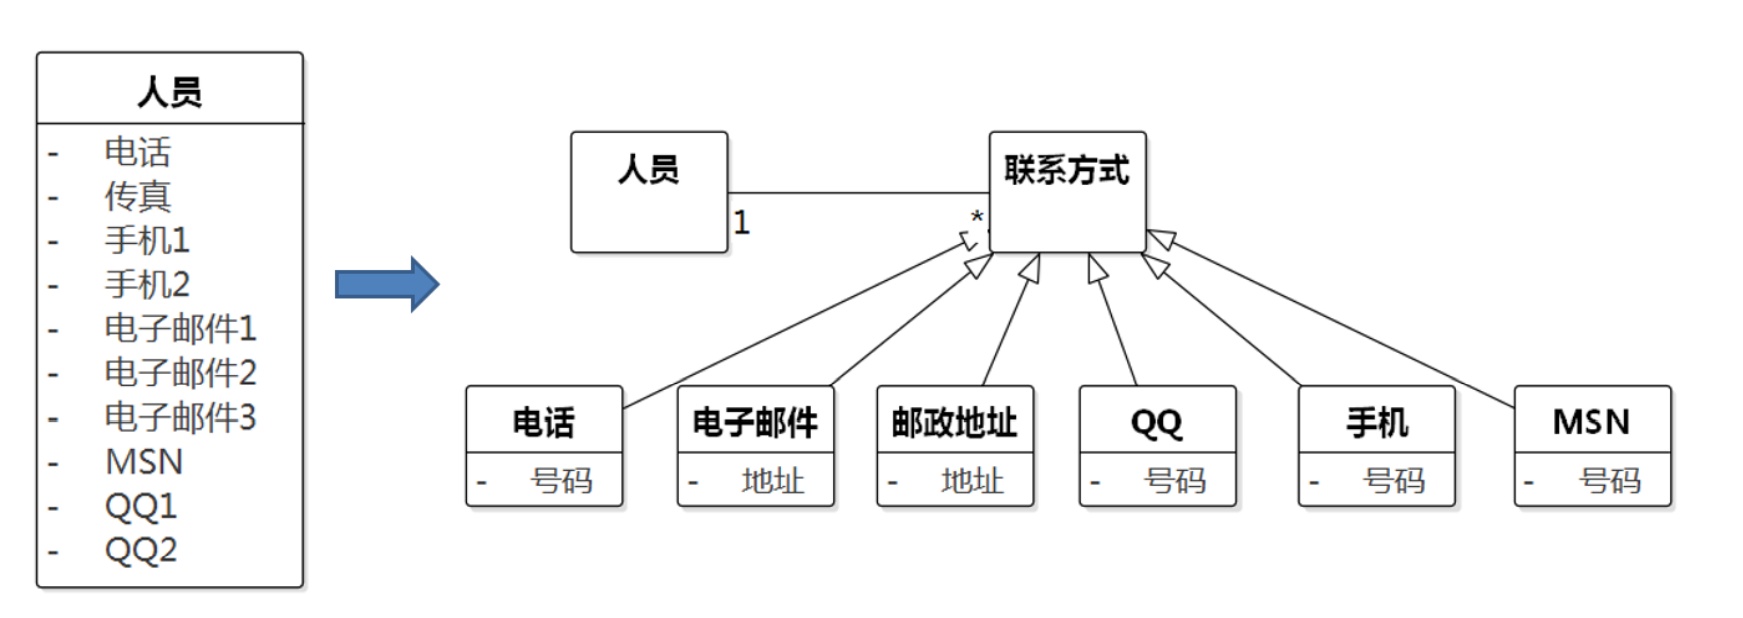 人员
- 电话
- 传真
- 手机1
- 手机2
- 电子邮件1
- 电子邮件2
- 电子邮件3
- MSN
- QQ1
- QQ2
人员
联系方式
1
*
电话
- 号码
电子邮件
- 地址
邮政地址
- 地址
QQ
- 号码
手机
- 号码
MSN
- 号码